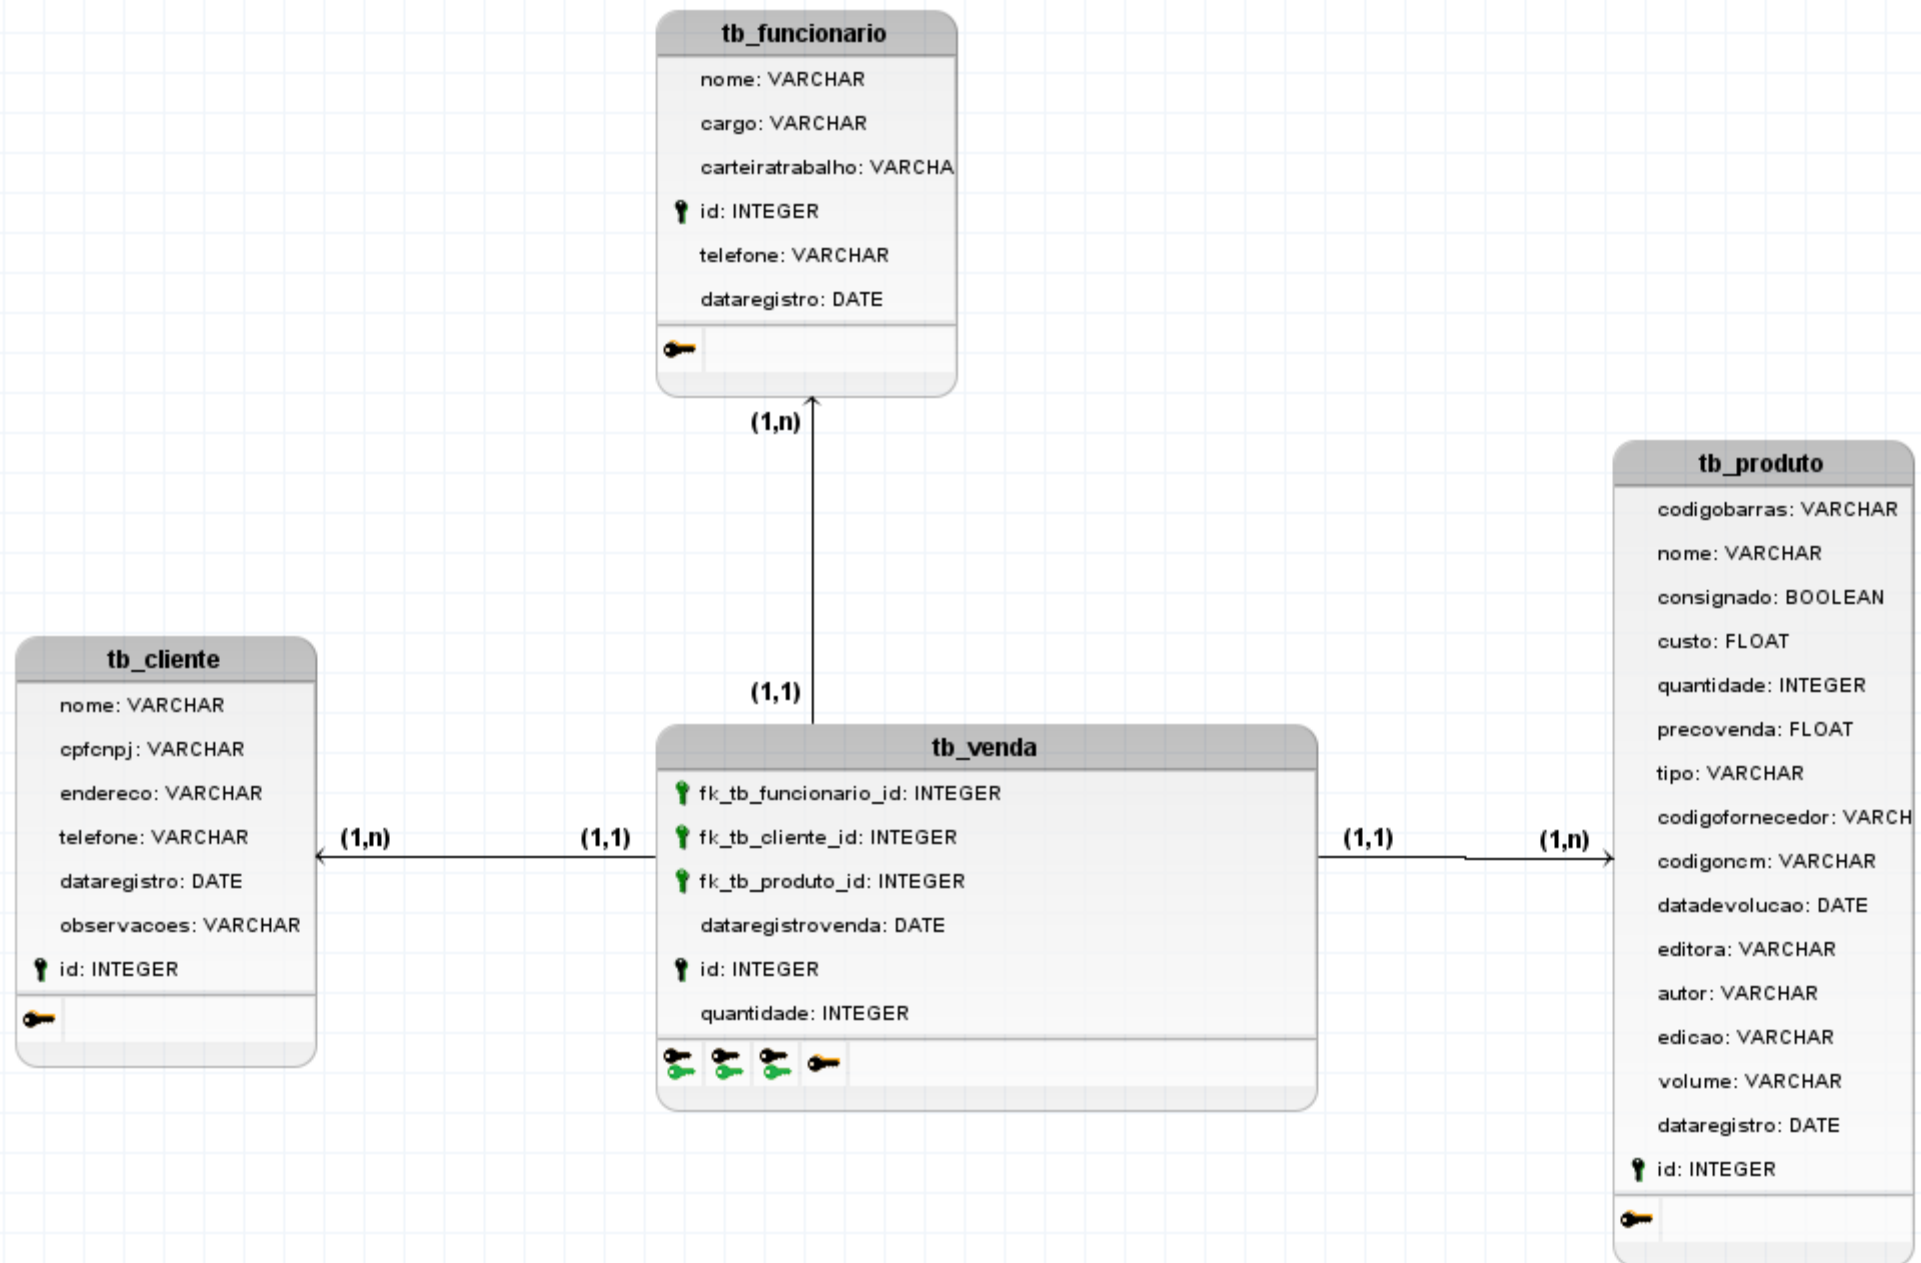 tb_funcionario
nome: VARCHAR
cargo: VARCHAR
carteiratrabalho: VARCHA
id: INTEGER
telefone: VARCHAR
dataregistro: DATE
(1,n)
(1,1)
tb_cliente
nome: VARCHAR
cpfcnpj: VARCHAR
endereco: VARCHAR
telefone: VARCHAR
dataregistro: DATE
observacoes: VARCHAR
id: INTEGER
(1,n)
(1,1)
tb_venda
fk_tb_funcionario_id: INTEGER
fk_tb_cliente_id: INTEGER
fk_tb_produto_id: INTEGER
dataregistrovenda: DATE
id: INTEGER
quantidade: INTEGER
(1,1)
(1,n)
tb_produto
codigobarras: VARCHAR
nome: VARCHAR
consignado: BOOLEAN
custo: FLOAT
quantidade: INTEGER
precovenda: FLOAT
tipo: VARCHAR
codigofornecedor: VARCH
codigoncm: VARCHAR
datadevolucao: DATE
editora: VARCHAR
autor: VARCHAR
edicao: VARCHAR
volume: VARCHAR
dataregistro: DATE
id: INTEGER